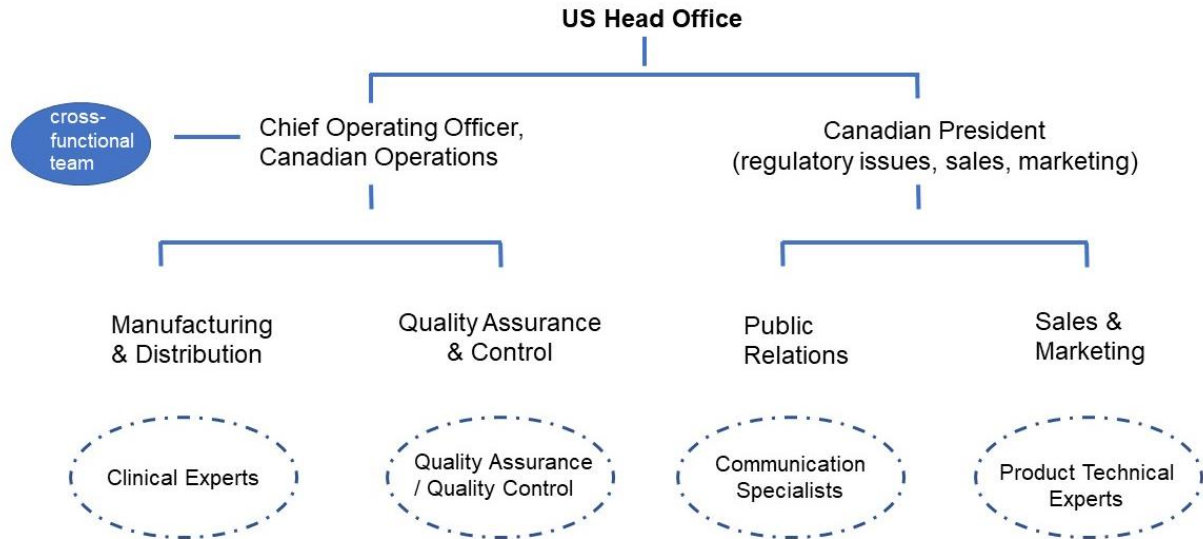 US Head Office
cross-
functional
team
Chief Operating Officer,
Canadian Operations
Canadian President
(regulatory issues, sales, marketing)
Manufacturing
& Distribution
Quality Assurance
& Control
Public
Relations
Sales &
Marketing
Clinical Experts
Quality Assurance
/ Quality Control
Communication
Specialists
Product Technical
Experts